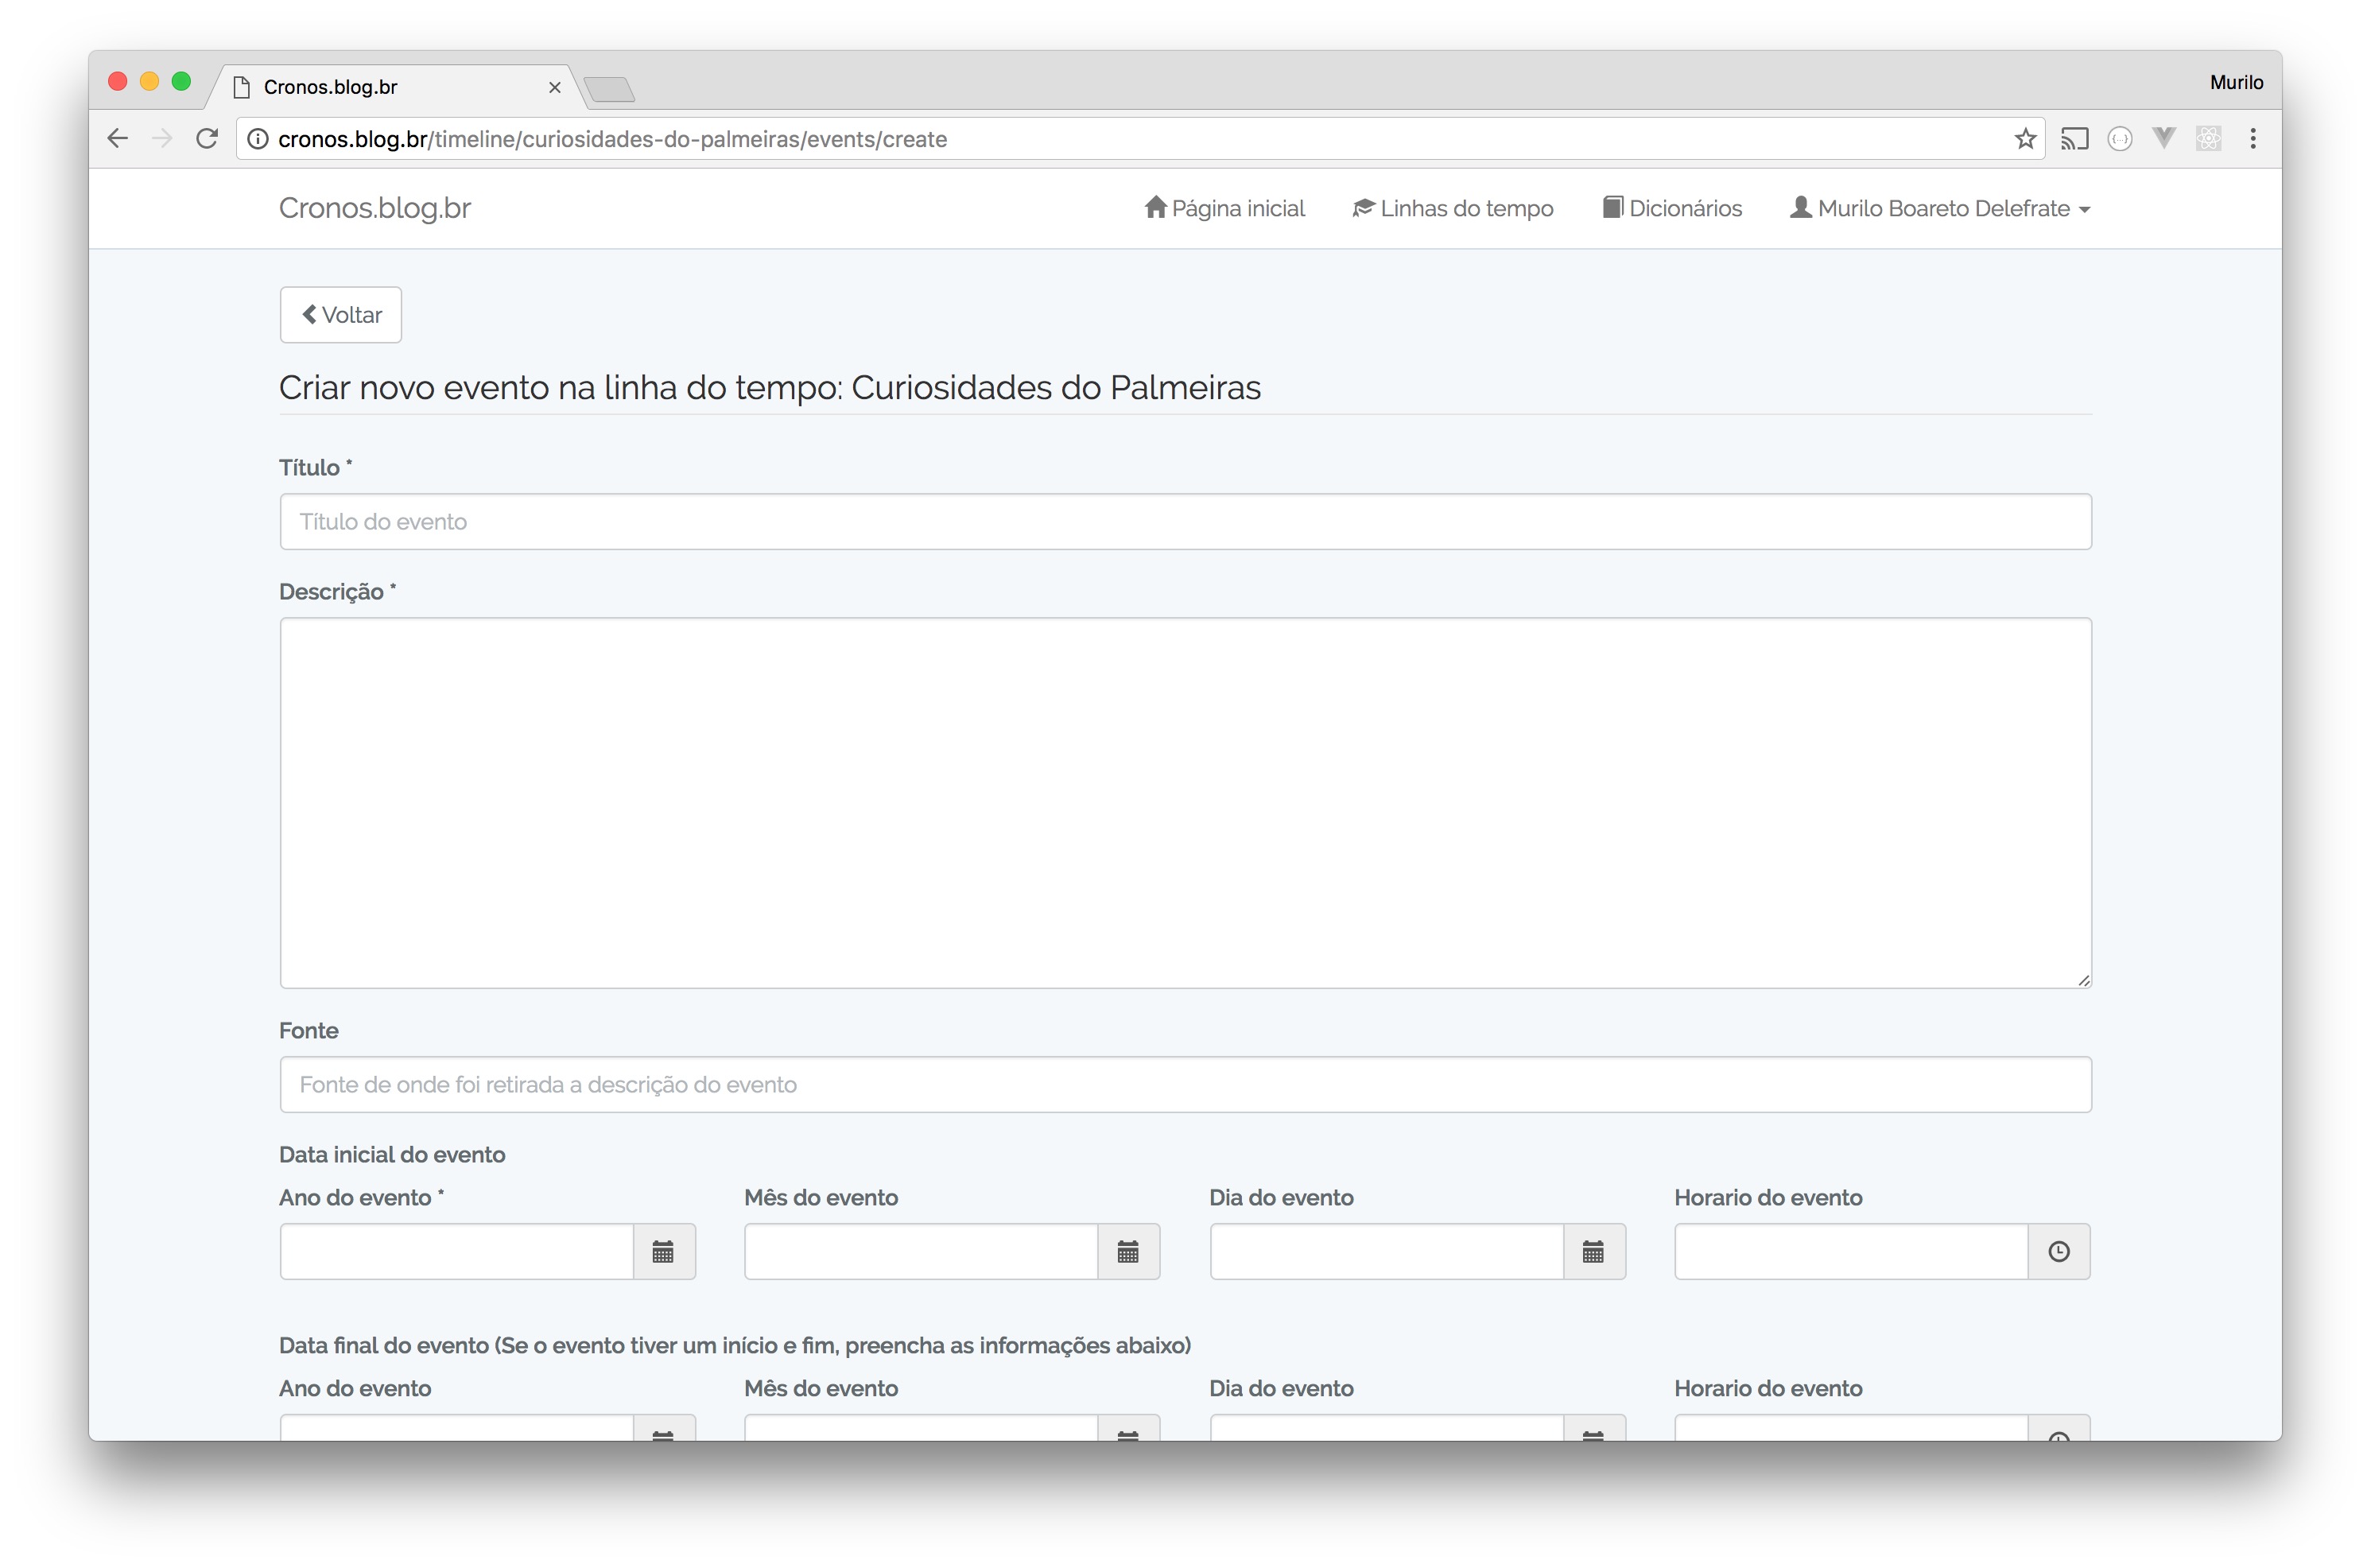 Cronos.blog.br
Murilo
cronos.blog.br/timeline/curiosidades-do-palmeiras/events/create
Cronos.blog.br
Página inicial
Linhas do tempo
Dicionários
Murilo Boareto Delefrate
Voltar
Criar novo evento na linha do tempo: Curiosidades do Palmeiras
Título *
Título do evento
Descrição *
Fonte
Fonte de onde foi retirada a descrição do evento
Data inicial do evento
Ano do evento *
Mês do evento
Dia do evento
Horario do evento
Data final do evento (Se o evento tiver um início e fim, preencha as informações abaixo)
Ano do evento
Mês do evento
Dia do evento
Horario do evento